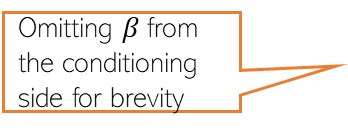 Omitting β from
the conditioning
side for brevity